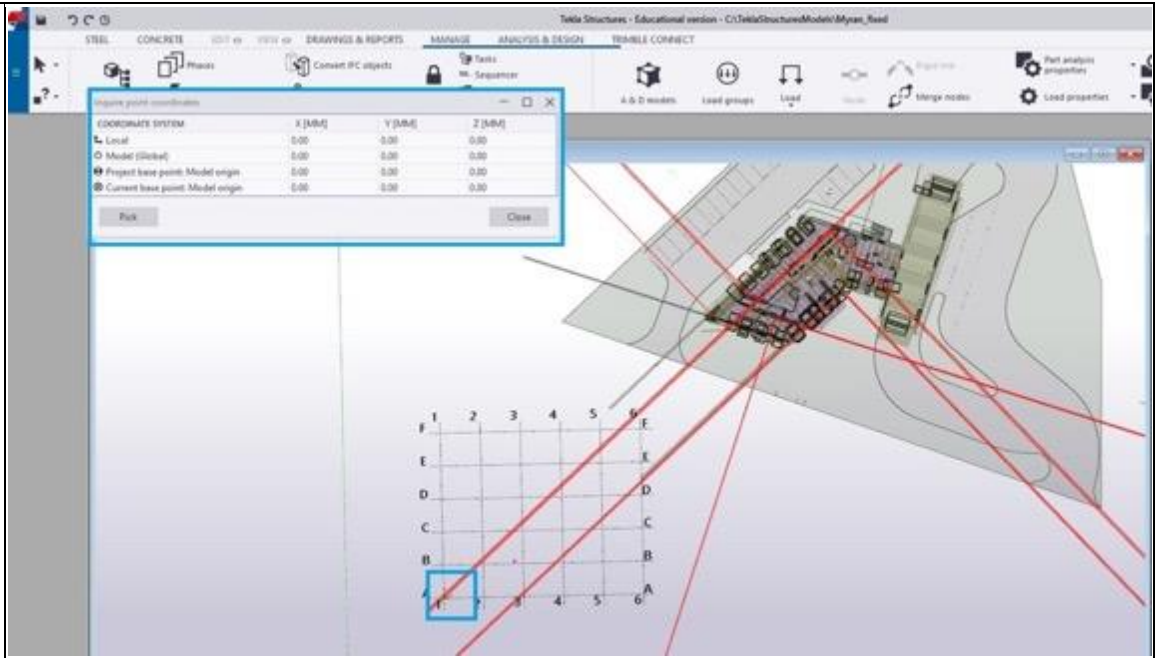 Tekla Structures - Educational version - C:\TeklaStructuresModels\Myran_fixed
STEEL CONCRETE EDIT VIEW DRAWINGS & REPORTS MANAGE ANALYSIS & DESIGN TRIMBLE CONNECT
Phases Convert IFC objects Tasks
Sequencer
Part analysis
properties
A & D models Load groups Load Node Merge nodes Load properties
Inquire point coordinates
COORDINATE SYSTEM X [MM] Y [MM] Z [MM]
Local 0.00 0.00 0.00
Model (Global) 0.00 0.00 0.00
Project base point: Model origin 0.00 0.00 0.00
Current base point: Model origin 0.00 0.00 0.00
Pick Close
1 2 3 4 5 6
F F
E E
D D
C C
B B
A A
1 2 3 4 5 6